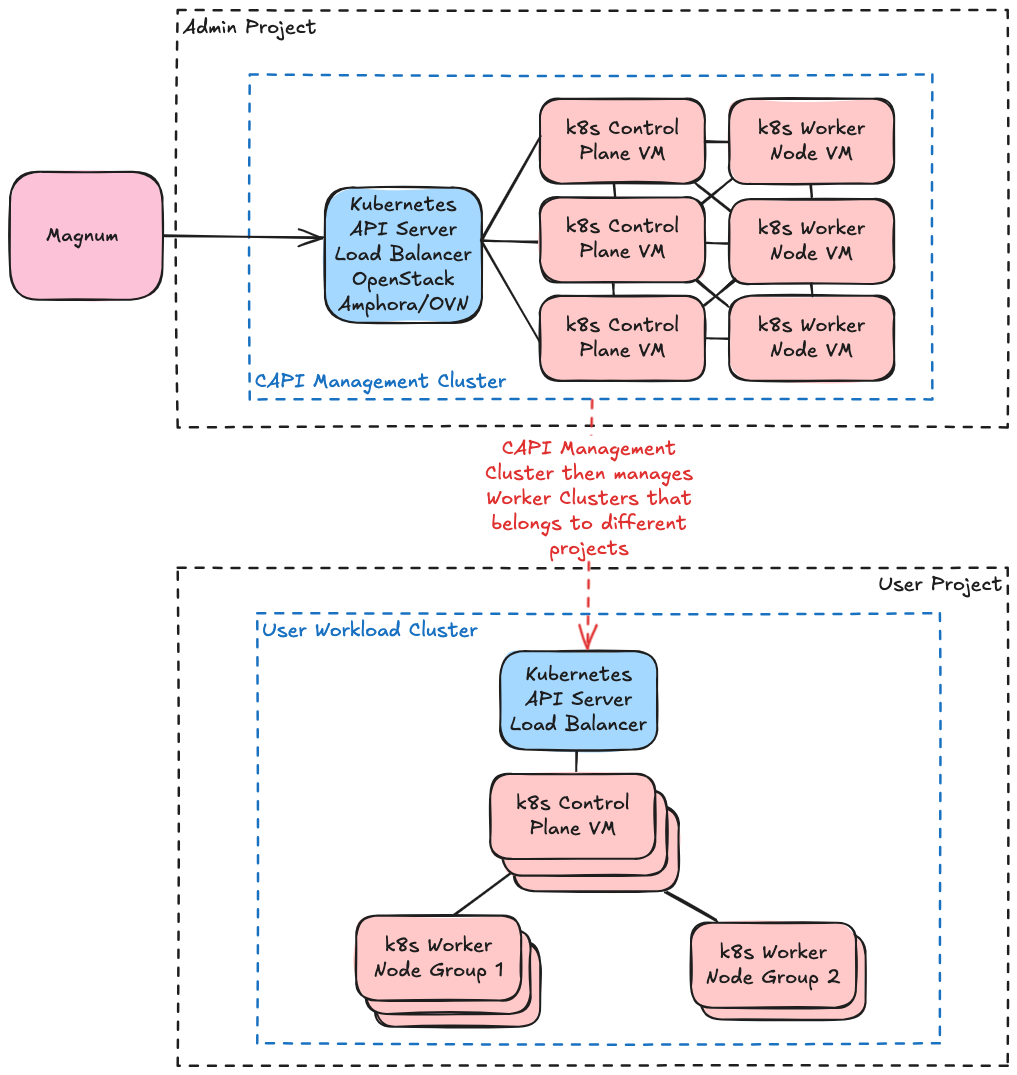 Admin Project
Magnum
Kubernetes
API Server
Load Balancer
OpenStack
Amphora/OVN
k8s Control
Plane VM
k8s Worker
Node VM
k8s Control
Plane VM
k8s Worker
Node VM
k8s Control
Plane VM
k8s Worker
Node VM
CAPI Management Cluster
CAPI Management
Cluster then manages
Worker Clusters that
belongs to different
projects
User Project
User Workload Cluster
Kubernetes
API Server
Load Balancer
k8s Control
Plane VM
k8s Worker
Node Group 1
k8s Worker
Node Group 2